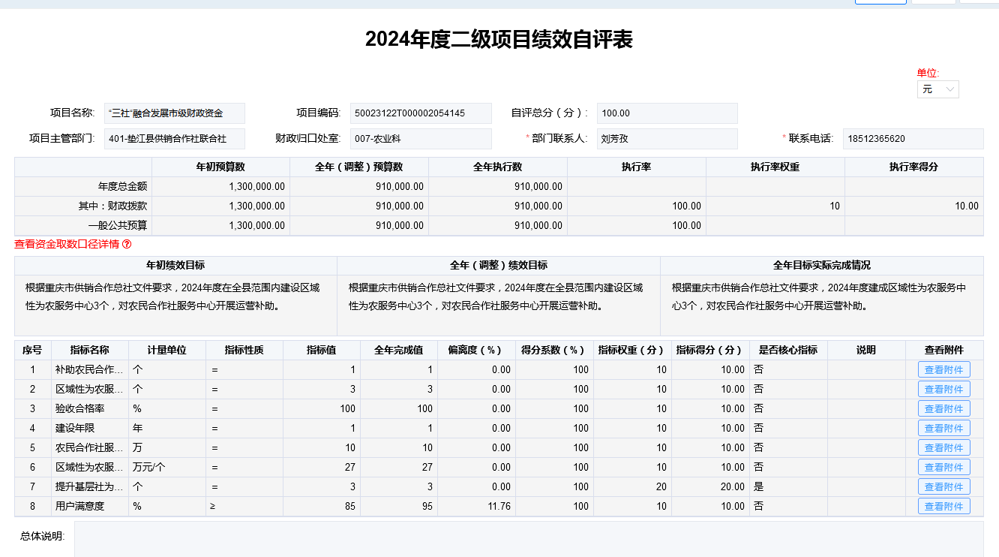 2024年度二级项目绩效自评表
单位:
元
项目名称: “三社“融合发展市级财政资金 项目编码: 50023122T000002054145 自评总分（分）: 100.00
项目主管部门: 401-垫江县供销合作社联合社 财政归口处室: 007-农业科 * 部门联系人: 刘芳孜 * 联系电话: 18512365620
年初预算数 全年（调整）预算数 全年执行数 执行率 执行率权重 执行率得分
年度总金额 1,300,000.00 910,000.00 910,000.00
其中：财政拨款 1,300,000.00 910,000.00 910,000.00 100.00 10 10.00
一般公共预算 1,300,000.00 910,000.00 910,000.00 100.00
查看资金取数口径详情 ?
年初绩效目标 全年（调整）绩效目标 全年目标实际完成情况
根据重庆市供销合作总社文件要求，2024年度在全县范围内建设区域 根据重庆市供销合作总社文件要求，2024年度在全县范围内建设区域 根据重庆市供销合作总社文件要求，2024年度建成区域性为农服务中
性为农服务中心3个，对农民合作社服务中心开展运营补助。 性为农服务中心3个，对农民合作社服务中心开展运营补助。 心3个，对农民合作社服务中心开展运营补助。
序号 指标名称 计量单位 指标性质 指标值 全年完成值 偏离度（%） 得分系数（%） 指标权重（分） 指标得分（分） 是否核心指标 说明 查看附件
1 补助农民合作... 个 = 1 1 0.00 100 10 10.00 否 查看附件
2 区域性为农服... 个 = 3 3 0.00 100 10 10.00 否 查看附件
3 验收合格率 % = 100 100 0.00 100 10 10.00 否 查看附件
4 建设年限 年 = 1 1 0.00 100 10 10.00 否 查看附件
5 农民合作社服... 万 = 10 10 0.00 100 10 10.00 否 查看附件
6 区域性为农服... 万元/个 = 27 27 0.00 100 10 10.00 否 查看附件
7 提升基层社为... 个 = 3 3 0.00 100 20 20.00 是 查看附件
8 用户满意度 % ≥ 85 95 11.76 100 10 10.00 否 查看附件
总体说明: